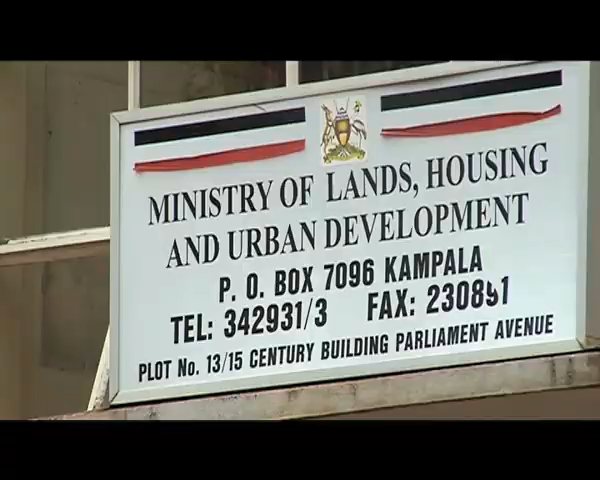 MINISTRY OF LANDS, HOUSING
AND URBAN DEVELOPMENT
P. O. BOX 7096 KAMPALA
TEL: 342931/3 FAX: 230891
PLOT No. 13/15 CENTURY BUILDING PARLIAMENT AVENUE